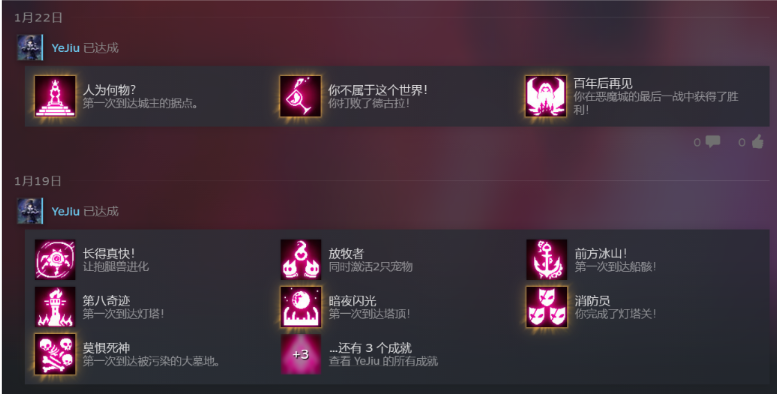 1月22日
YeJiu 已达成
人为何物?
第一次到达城主的据点。
你不属于这个世界!
你打败了德古拉!
百年后再见
你在恶魔城的最后一战中获得了胜
利!
0
0
1月19日
YeJiu 已达成
长得真快!
让抱腿兽进化
放牧者
同时激活2只宠物
前方冰山!
第一次到达船骸!
第八奇迹
第一次到达灯塔!
暗夜闪光
第一次到达塔顶!
消防员
你完成了灯塔关!
莫惧死神
第一次到达被污染的大墓地。
+3
...还有 3 个成就
查看 YeJiu 的所有成就